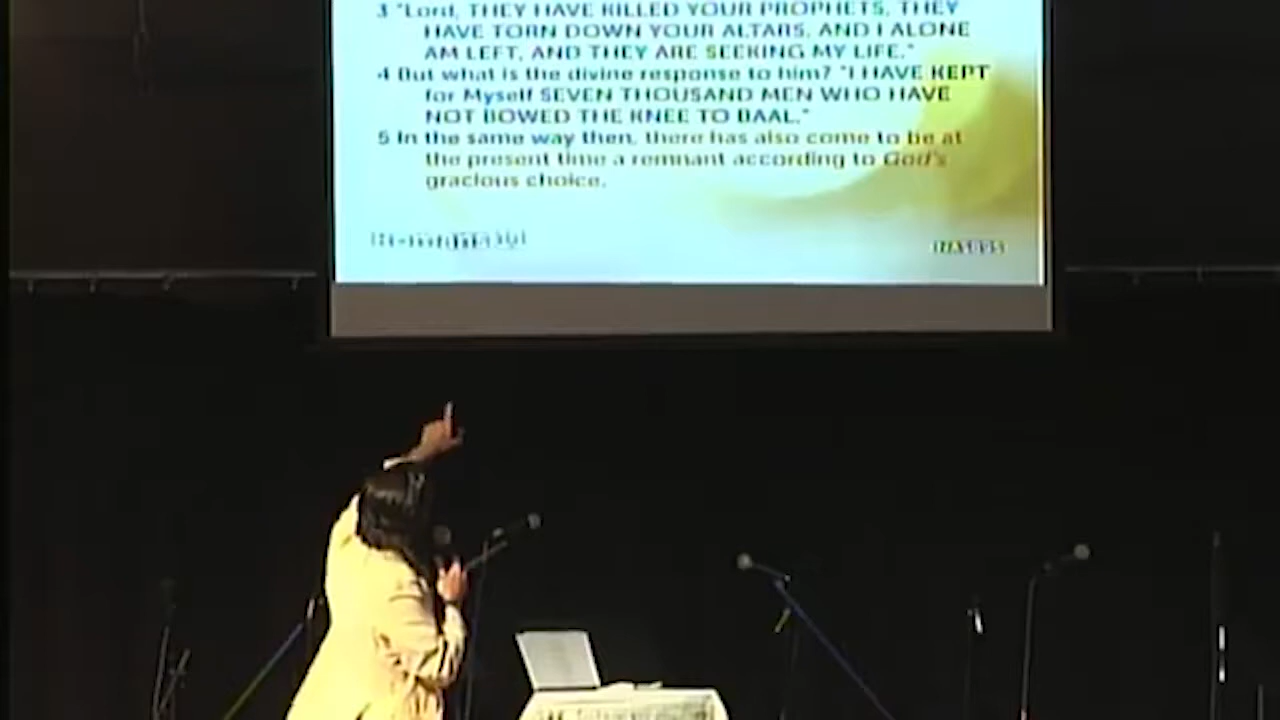 3 "Lord, THEY HAVE KILLED YOUR PROPHETS, THEY
HAVE TORN DOWN YOUR ALTARS, AND I ALONE
AM LEFT, AND THEY ARE SEEKING MY LIFE."
4 But what is the divine response to him? "I HAVE KEPT
for Myself SEVEN THOUSAND MEN WHO HAVE
NOT BOWED THE KNEE TO BAAL."
5 In the same way then, there has also come to be at
the present time a remnant according to God's
gracious choice.